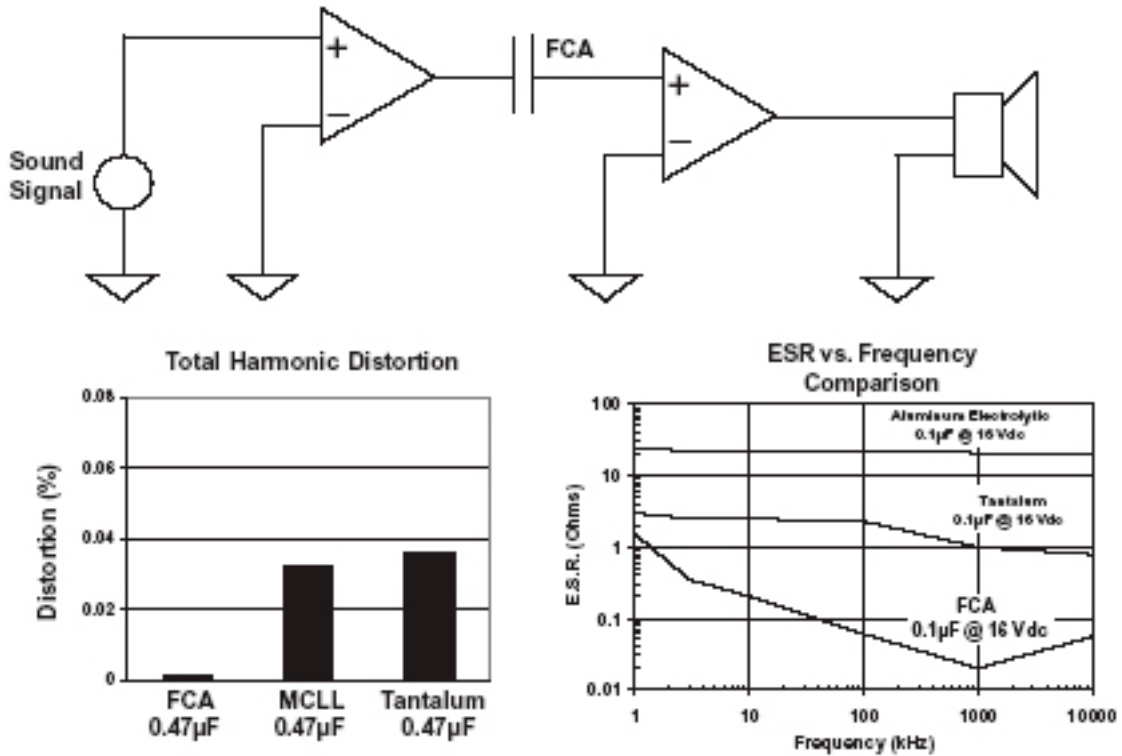 +
−
FCA
+
−
Sound
Signal
Total Harmonic Distortion
0.08
0.06
0.04
0.02
0
Distortion (%)
FCA
0.47µF
MCLL
0.47µF
Tantalum
0.47µF
ESR vs. Frequency
Comparison
100
10
1
0.1
0.01
E.S.R. (Ohms)
Aluminum Electrolytic
0.1µF @ 16 Vdc
Tantalum
0.1µF @ 16 Vdc
FCA
0.1µF @ 16 Vdc
1
10
100
1000
10000
Frequency (kHz)